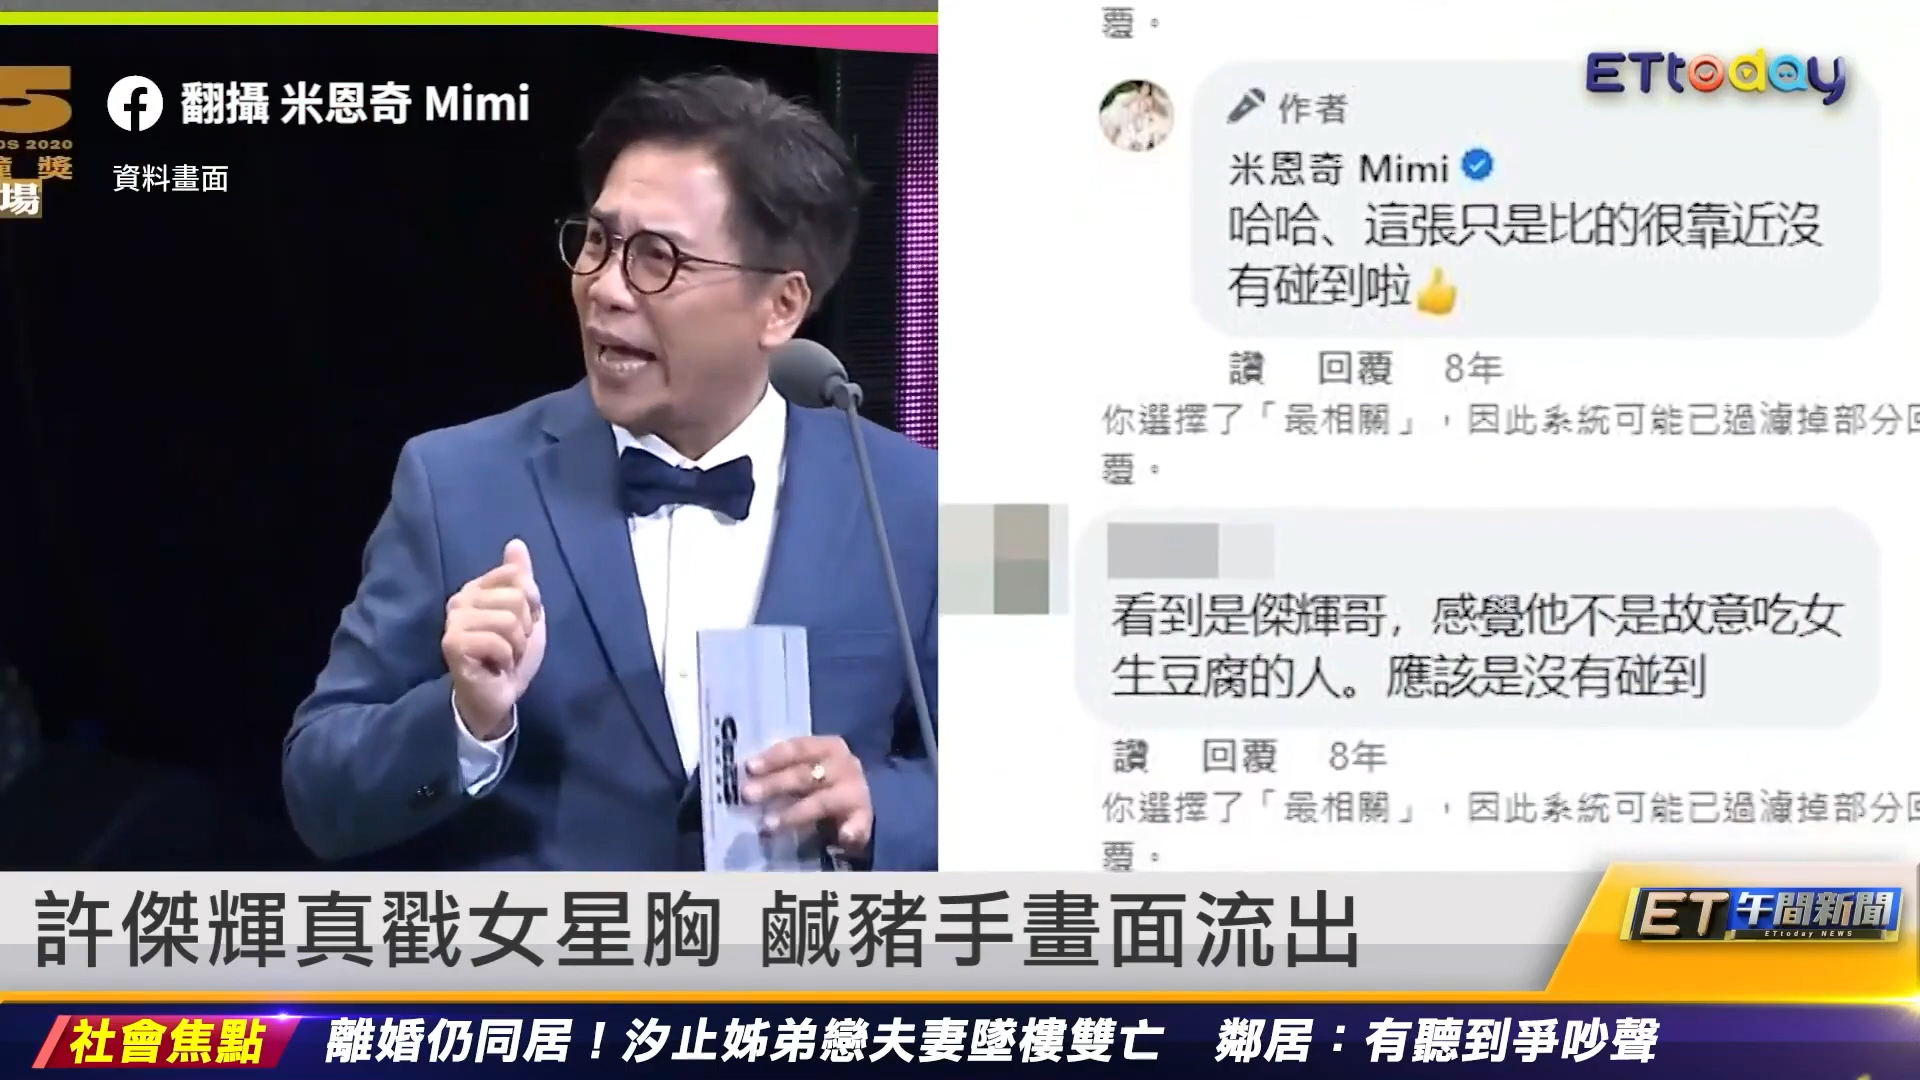 5
DS 2020
獎
場
翻攝 米恩奇 Mimi
資料畫面
覆。
ETtoday
作者
米恩奇 Mimi
哈哈、這張只是比的很靠近沒
有碰到啦👍
讚 回覆 8年
你選擇了「最相關」，因此系統可能已過濾掉部分回
覆。
看到是傑輝哥，感覺他不是故意吃女
生豆腐的人。應該是沒有碰到
讚 回覆 8年
你選擇了「最相關」，因此系統可能已過濾掉部分回
覆。
許傑輝真戳女星胸 鹹豬手畫面流出
ET午間新聞
ETtoday NEWS
社會焦點 離婚仍同居！汐止姊弟戀夫妻墜樓雙亡 鄰居：有聽到爭吵聲